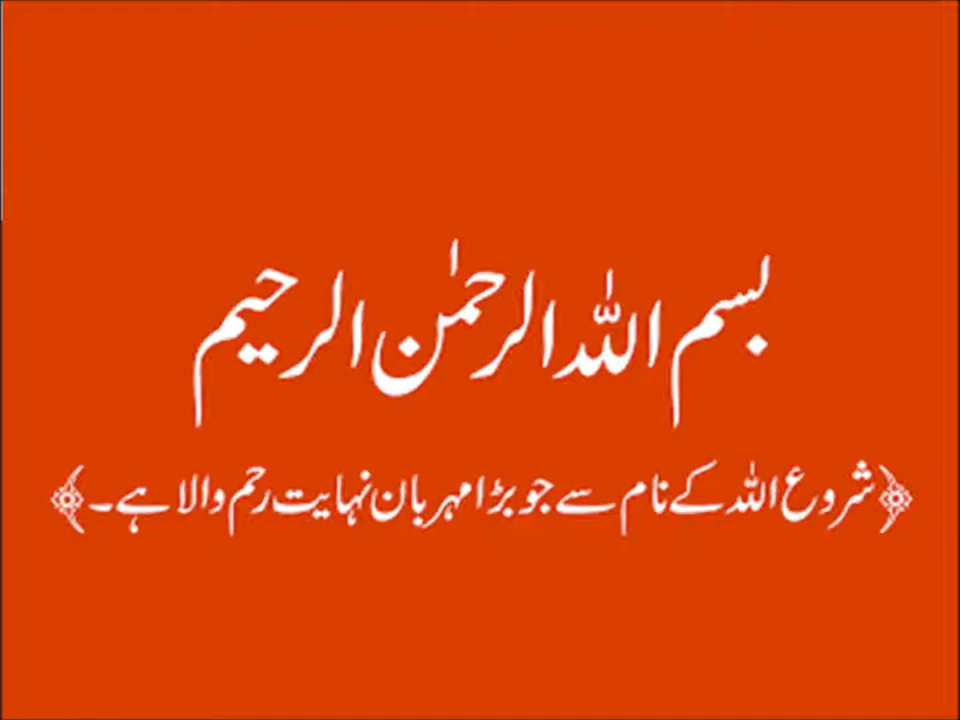 بسم اللہ الرحمٰن الرحیم
﴿شروع اللہ کے نام سے جو بڑا مہربان نہایت رحم والا ہے۔﴾